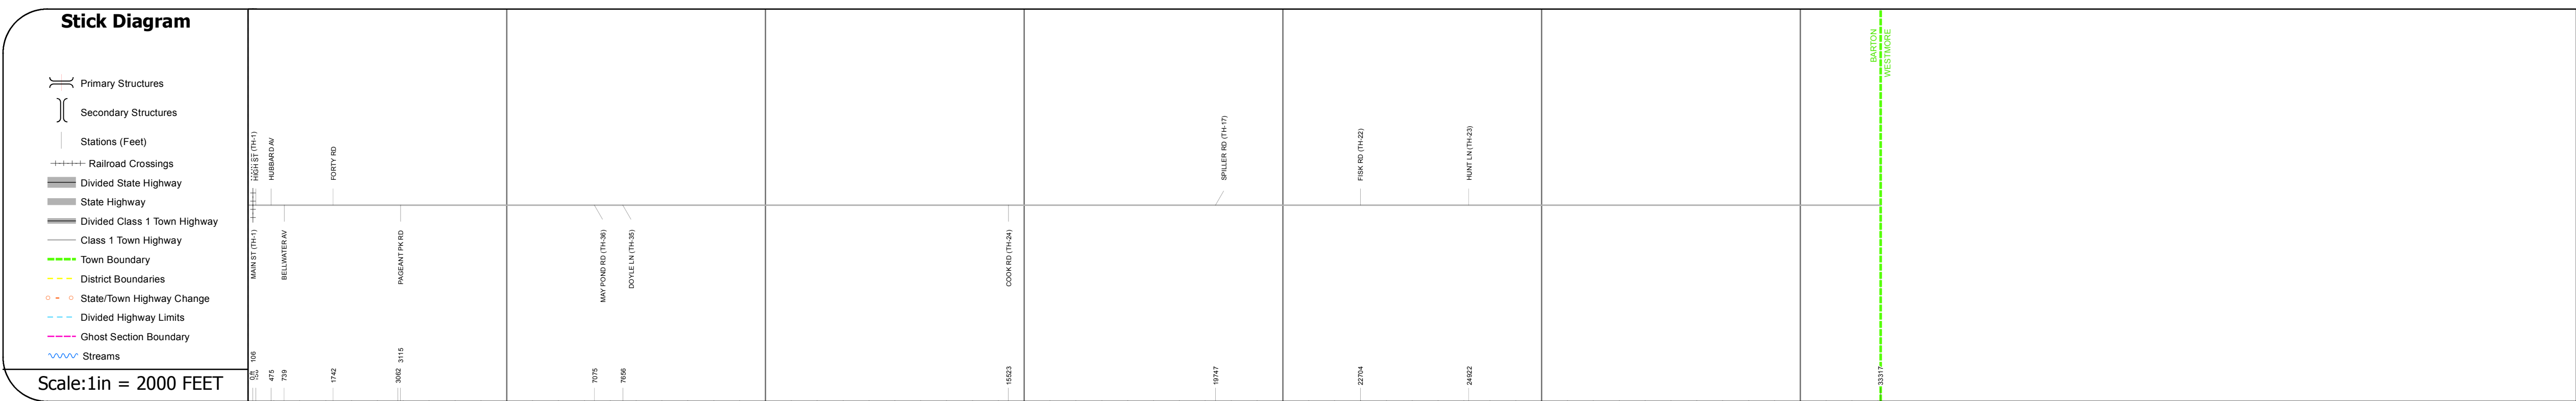 Stick Diagram
Primary Structures
Secondary Structures
Stations (Feet)
Railroad Crossings
Divided State Highway
State Highway
Divided Class 1 Town Highway
Class 1 Town Highway
Town Boundary
District Boundaries
State/Town Highway Change
Divided Highway Limits
Ghost Section Boundary
Streams
Scale:1in = 2000 FEET
HIGH ST (TH-1)
HUBBARD AV
FORTY RD
SPILLER RD (TH-17)
FISK RD (TH-22)
HUNT LN (TH-23)
BARTON
WESTMORE
MAIN ST (TH-1)
BELLWATER AV
PAGEANT PK RD
MAY POND RD (TH-36)
DOYLE LN (TH-35)
COOK RD (TH-24)
106
475
739
1742
3062
3115
7075
7656
15523
19747
22704
24922
33317